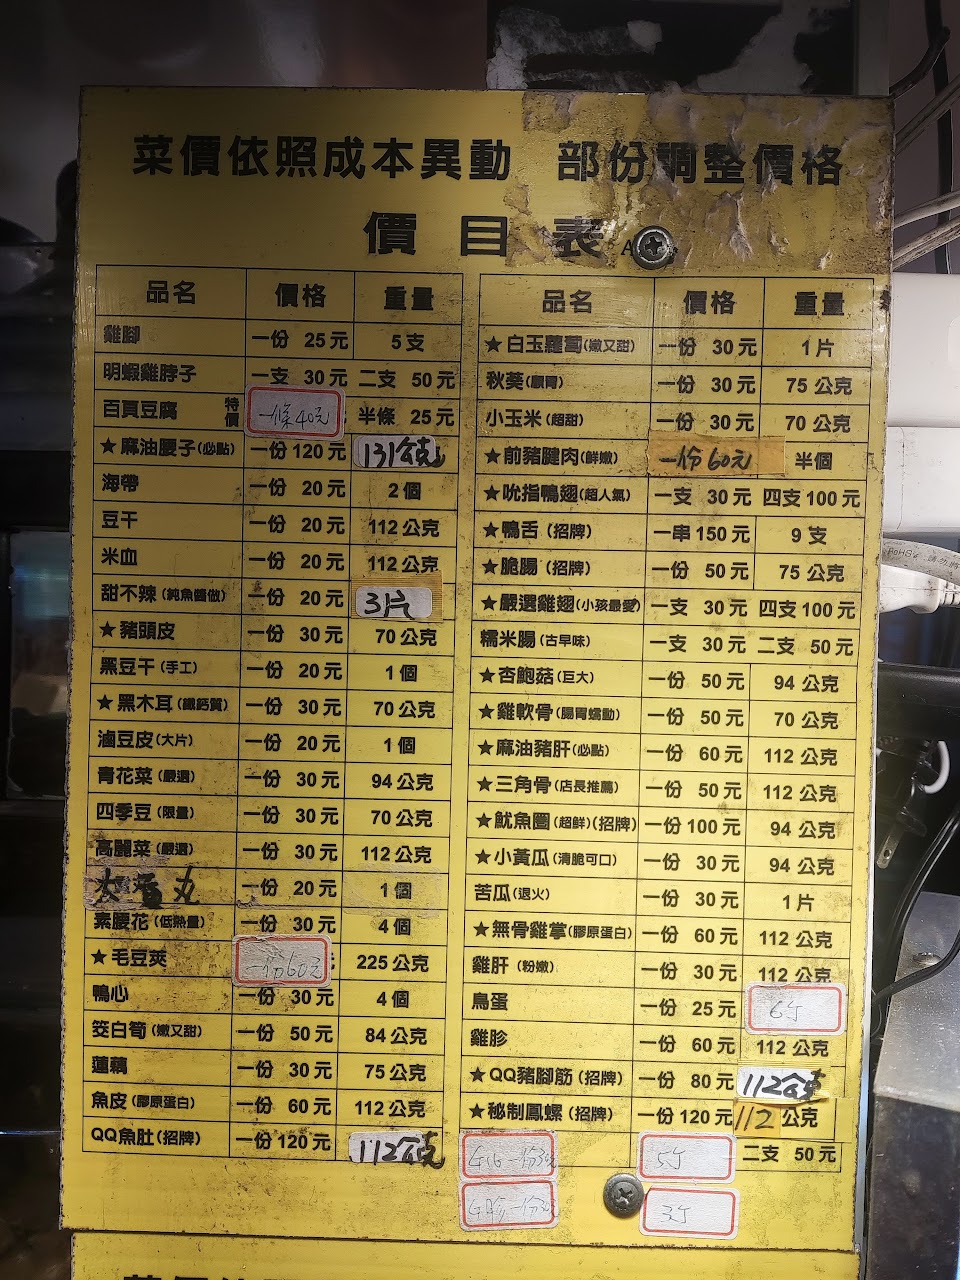 菜價依照成本異動 部份調整價格
價目表
品名 價格 重量
雞腳 一份 25元 5支
明蝦雞脖子 一支 30元 二支 50元
百頁豆腐 特價 一條40元 半條 25元
★麻油腰子(必點) 一份120元 131公克
海帶 一份 20元 2個
豆干 一份 20元 112公克
米血 一份 20元 112公克
甜不辣(純魚醬做) 一份 20元 3片
★豬頭皮 一份 30元 70公克
黑豆干(手工) 一份 20元 1個
★黑木耳(鐵鈣質) 一份 30元 70公克
滷豆皮(大片) 一份 20元 1個
青花菜(嚴選) 一份 30元 94公克
四季豆(限量) 一份 30元 70公克
高麗菜(嚴選) 一份 30元 112公克
丸 一份 20元 1個
素腰花(低熱量) 一份 30元 4個
★毛豆莢 一份60元 225公克
鴨心 一份 30元 4個
筊白筍(嫩又甜) 一份 50元 84公克
蓮藕 一份 30元 75公克
魚皮(膠原蛋白) 一份 60元 112公克
QQ魚肚(招牌) 一份120元 112公克
品名 價格 重量
★白玉蘿蔔(嫩又甜) 一份 30元 1片
秋葵(顧胃) 一份 30元 75公克
小玉米(超甜) 一份 30元 70公克
★前豬腱肉(鮮嫩) 一份60元 半個
★吮指鴨翅(超人氣) 一支 30元 四支100元
★鴨舌(招牌) 一串150元 9支
★脆腸(招牌) 一份 50元 75公克
★嚴選雞翅(小孩最愛) 一支 30元 四支100元
糯米腸(古早味) 一支 30元 二支 50元
★杏鮑菇(巨大) 一份 50元 94公克
★雞軟骨(腸胃蠕動) 一份 50元 70公克
★麻油豬肝(必點) 一份 60元 112公克
★三角骨(店長推薦) 一份 50元 112公克
★魷魚圈(超鮮)(招牌) 一份100元 94公克
★小黃瓜(清脆可口) 一份 30元 94公克
苦瓜(退火) 一份 30元 1片
★無骨雞掌(膠原蛋白) 一份 60元 112公克
雞肝(粉嫩) 一份 30元 112公克
鳥蛋 一份 25元 6
雞胗 一份 60元 112公克
★QQ豬腳筋(招牌) 一份 80元 112公克
★秘制鳳螺(招牌) 一份120元 112公克
二支 50元